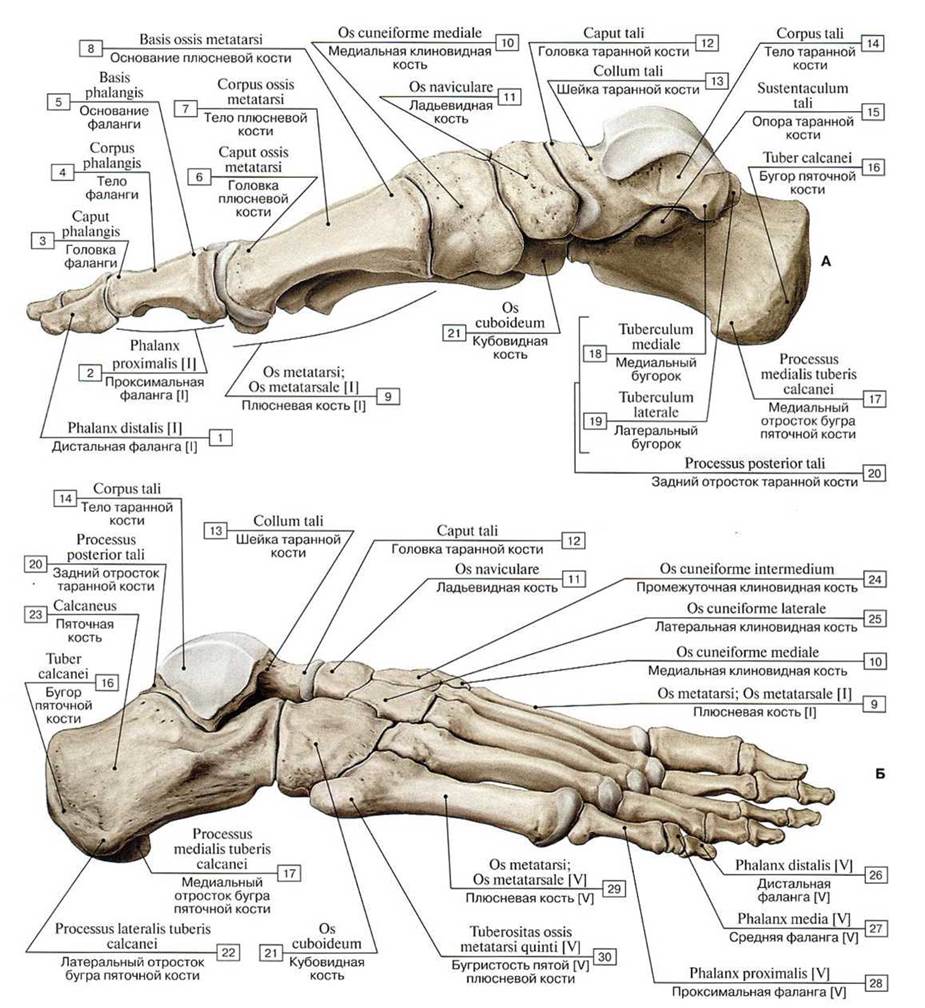 Basis ossis metatarsi
8
Основание плюсневой кости
Os cuneiforme mediale
Медиальная клиновидная
10
кость
Caput tali
12
Головка таранной кости
Corpus tali
14
Тело таранной
кости
Basis
phalangis
5
Основание
фаланги
Corpus ossis
metatarsi
7
Тело плюсневой
кости
Os naviculare
11
Ладьевидная
кость
Collum tali
13
Шейка таранной кости
Sustentaculum
tali
15
Опора таранной
кости
Corpus
phalangis
4
Тело
фаланги
Caput ossis
metatarsi
6
Головка
плюсневой
кости
Tuber calcanei
16
Бугор пяточной
кости
Caput
phalangis
3
Головка
фаланги
А
Os
cuboideum
21
Кубовидная
кость
Phalanx
proximalis [I]
2
Проксимальная
фаланга [I]
Os metatarsi;
Os metatarsale [I]
9
Плюсневая кость [I]
Tuberculum
mediale
18
Медиальный
бугорок
Tuberculum
laterale
19
Латеральный
бугорок
Processus
medialis tuberis
calcanei
17
Медиальный
отросток бугра
пяточной кости
Phalanx distalis [I]
1
Дистальная фаланга [I]
Processus posterior tali
20
Задний отросток таранной кости
Corpus tali
14
Тело таранной
кости
Collum tali
13
Шейка таранной
кости
Caput tali
12
Головка таранной кости
Processus
posterior tali
20
Задний отросток
таранной кости
Os naviculare
11
Ладьевидная кость
Os cuneiforme intermedium
24
Промежуточная клиновидная кость
Calcaneus
23
Пяточная
кость
Os cuneiforme laterale
25
Латеральная клиновидная кость
Tuber
calcanei
16
Бугор
пяточной
кости
Os cuneiforme mediale
10
Медиальная клиновидная кость
Os metatarsi; Os metatarsale [I]
9
Плюсневая кость [I]
Б
Processus
medialis tuberis
calcanei
17
Медиальный
отросток бугра
пяточной кости
Os metatarsi;
Os metatarsale [V]
29
Плюсневая кость [V]
Phalanx distalis [V]
26
Дистальная
фаланга [V]
Phalanx media [V]
27
Средняя фаланга [V]
Processus lateralis tuberis
calcanei
22
Латеральный отросток
бугра пяточной кости
Os
cuboideum
21
Кубовидная
кость
Tuberositas ossis
metatarsi quinti [V]
30
Бугристость пятой [V]
плюсневой кости
Phalanx proximalis [V]
28
Проксимальная фаланга [V]